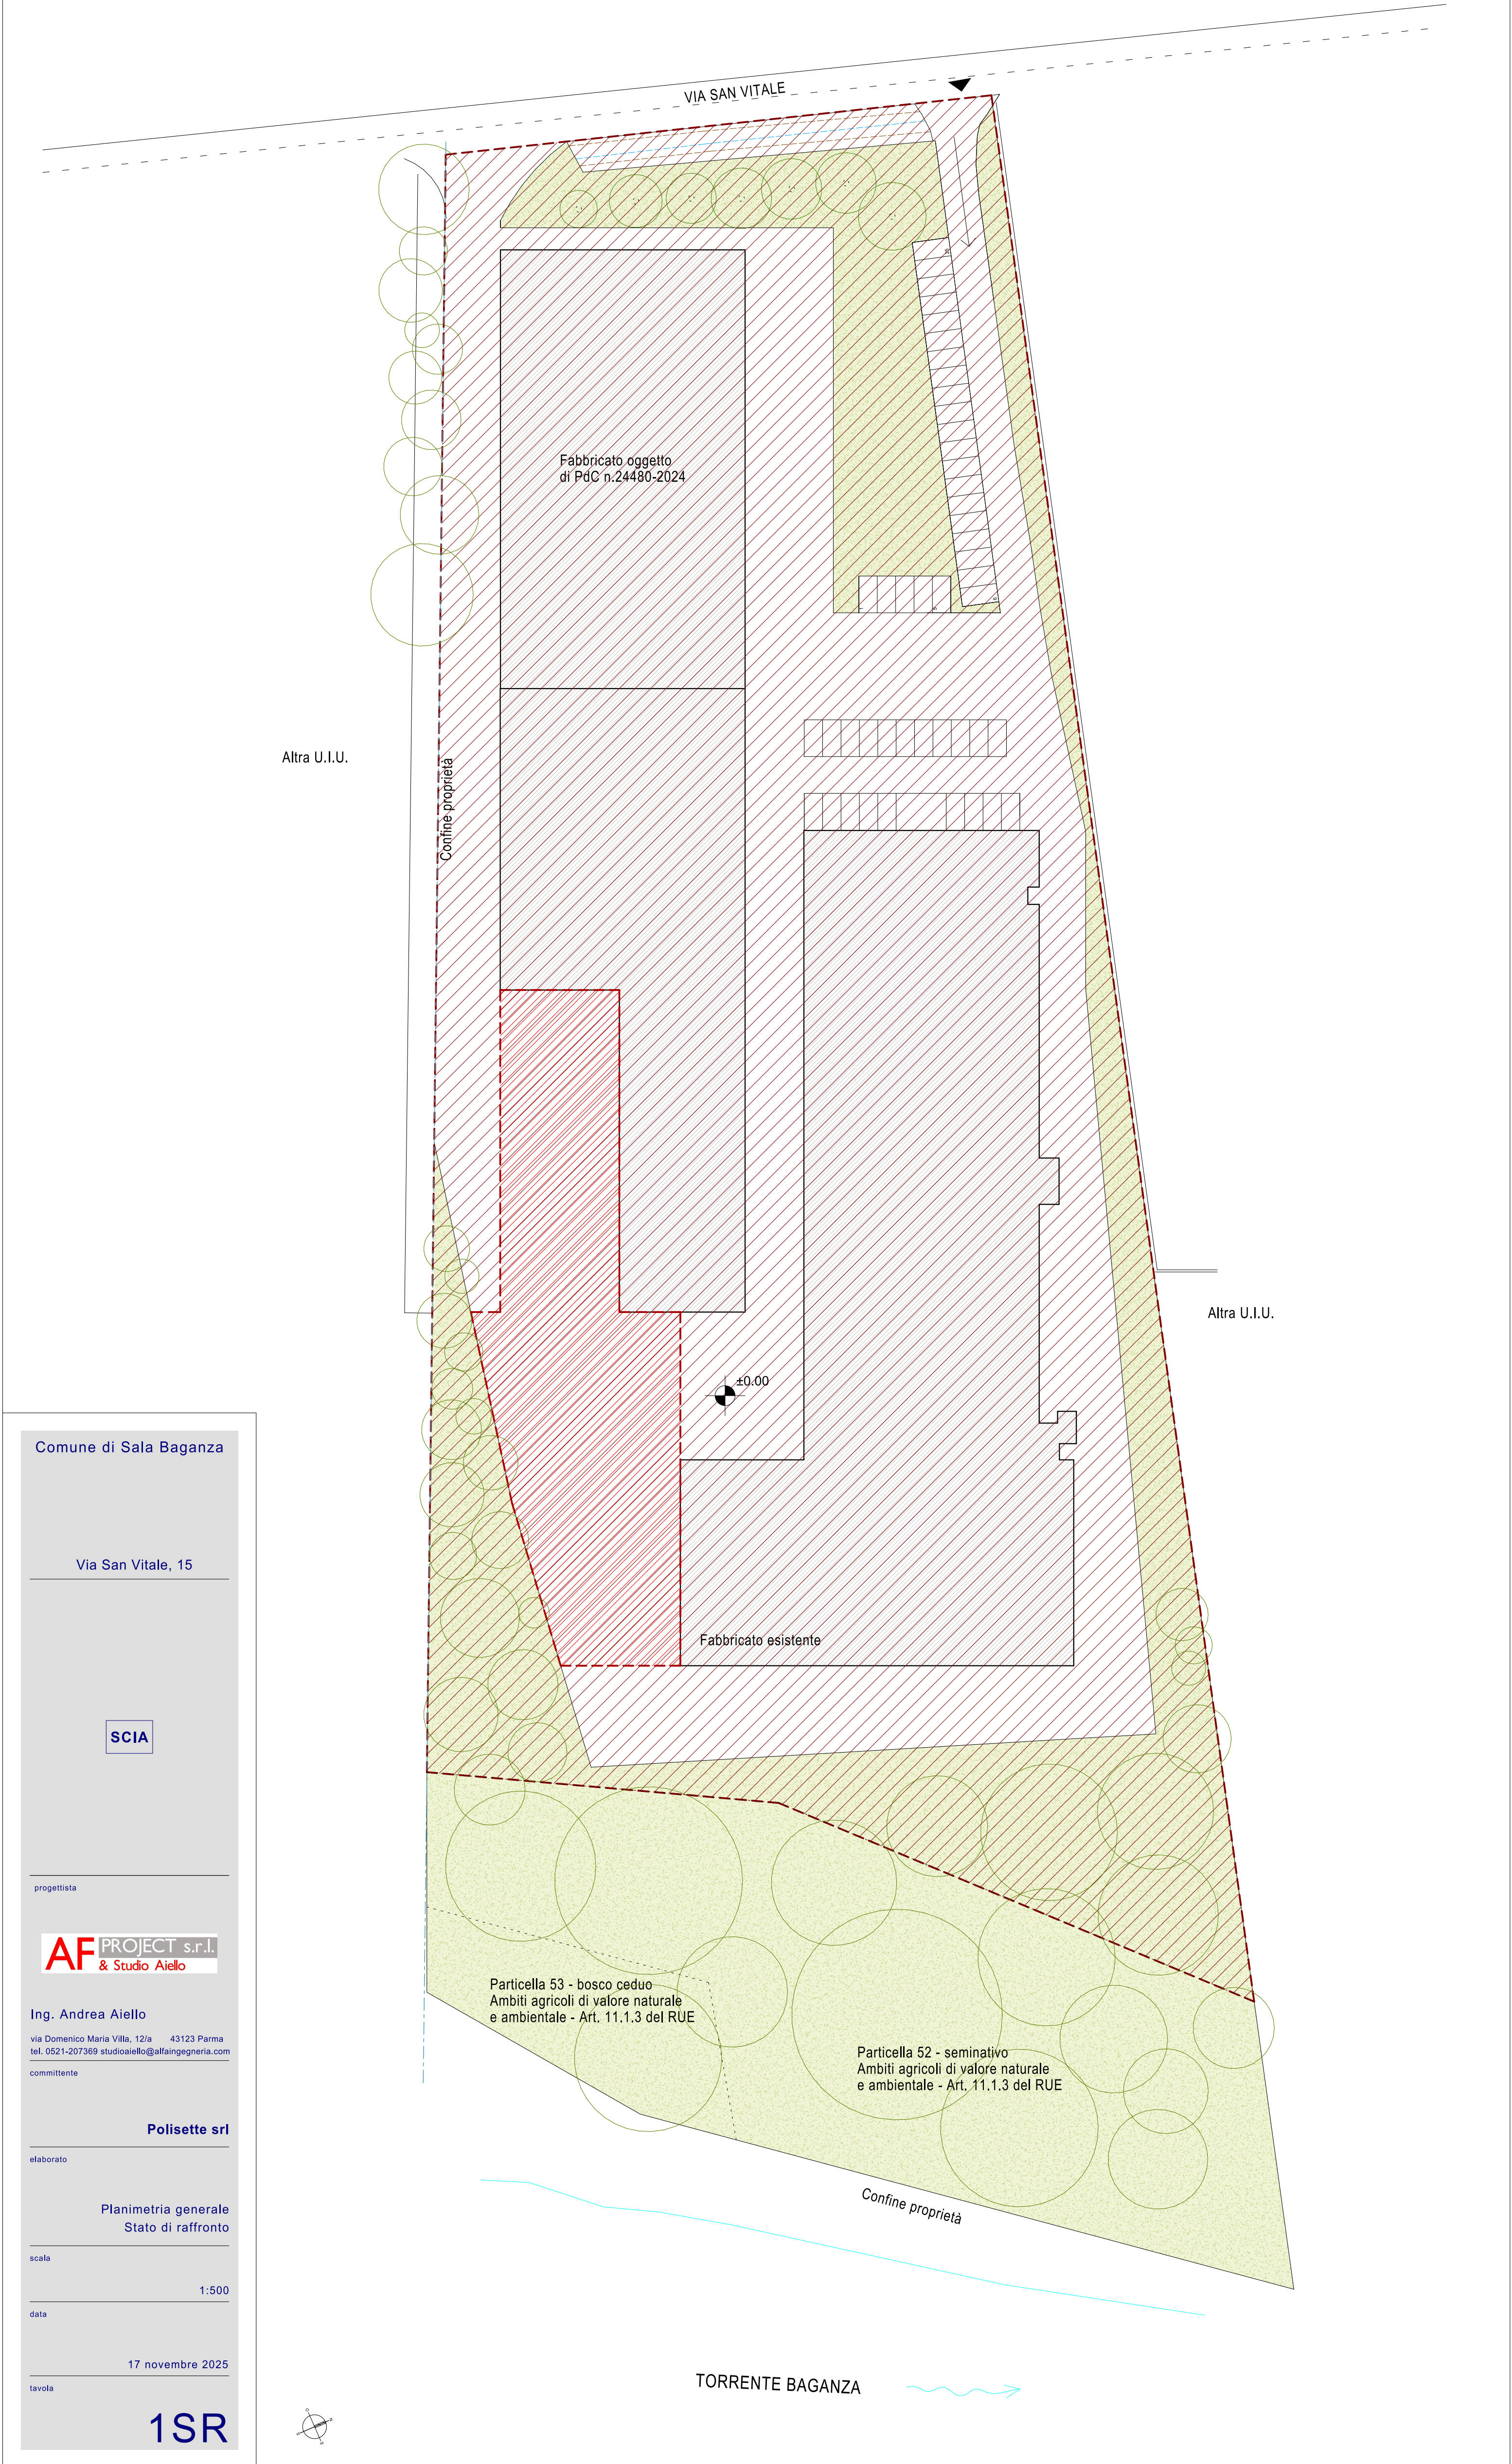 VIA SAN VITALE
Fabbricato oggetto
di PdC n.24480-2024
Altra U.I.U.
Confine proprietà
Altra U.I.U.
±0.00
Fabbricato esistente
Particella 53 - bosco ceduo
Ambiti agricoli di valore naturale
e ambientale - Art. 11.1.3 del RUE
Particella 52 - seminativo
Ambiti agricoli di valore naturale
e ambientale - Art. 11.1.3 del RUE
Confine proprietà
TORRENTE BAGANZA
Comune di Sala Baganza
Via San Vitale, 15
SCIA
progettista
AF PROJECT s.r.l.
& Studio Aiello
Ing. Andrea Aiello
via Domenico Maria Villa, 12/a 43123 Parma
tel. 0521-207369 studioaiello@alfaingegneria.com
committente
Polisette srl
elaborato
Planimetria generale
Stato di raffronto
scala
1:500
data
17 novembre 2025
tavola
1SR